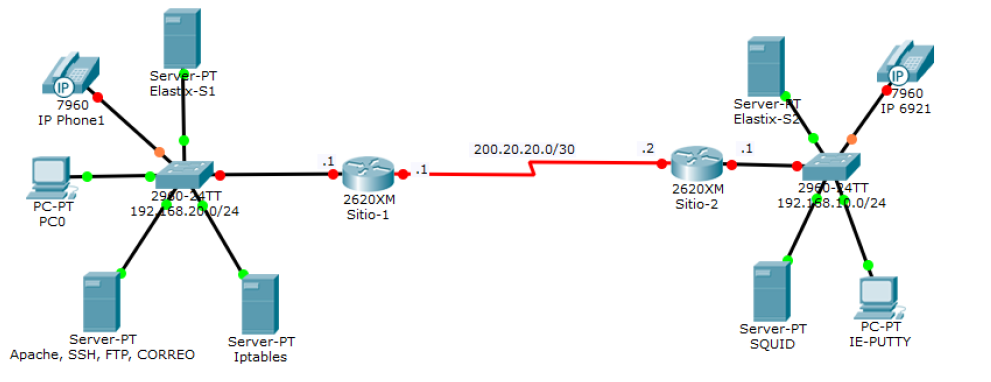 Server-PT
Elastix-S1
IP
7960
IP Phone1
PC-PT
PC0
2960-24TT
192.168.20.0/24
Server-PT
Apache, SSH, FTP, CORREO
Server-PT
Iptables
.1
2620XM
Sitio-1
.1
200.20.20.0/30
.2
2620XM
Sitio-2
.1
Server-PT
Elastix-S2
IP
7960
IP 6921
2960-24TT
192.168.10.0/24
Server-PT
SQUID
PC-PT
IE-PUTTY